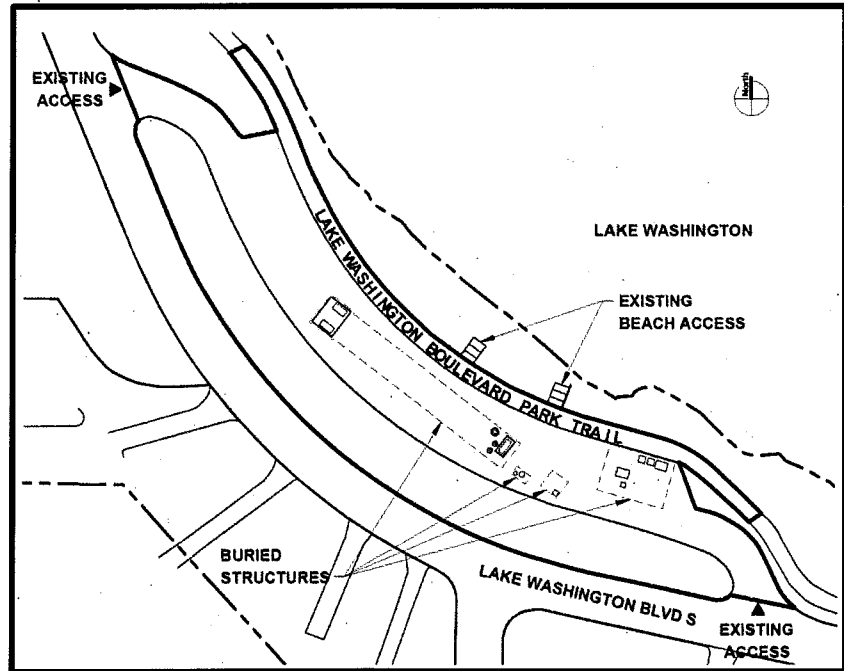 EXISTING
ACCESS
North
LAKE WASHINGTON
LAKE WASHINGTON BOULEVARD PARK TRAIL
EXISTING
BEACH ACCESS
BURIED
STRUCTURES
LAKE WASHINGTON BLVD S
EXISTING
ACCESS